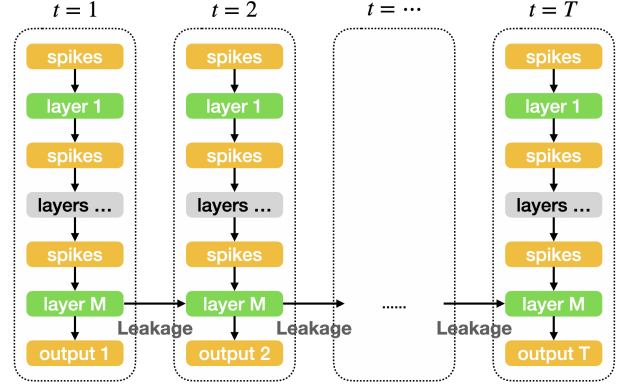 t = 1
t = 2
t = ⋯
t = T
spikes
layer 1
spikes
layers ...
spikes
layer M
output 1
Leakage
spikes
layer 1
spikes
layers ...
spikes
layer M
output 2
Leakage
......
Leakage
spikes
layer 1
spikes
layers ...
spikes
layer M
output T